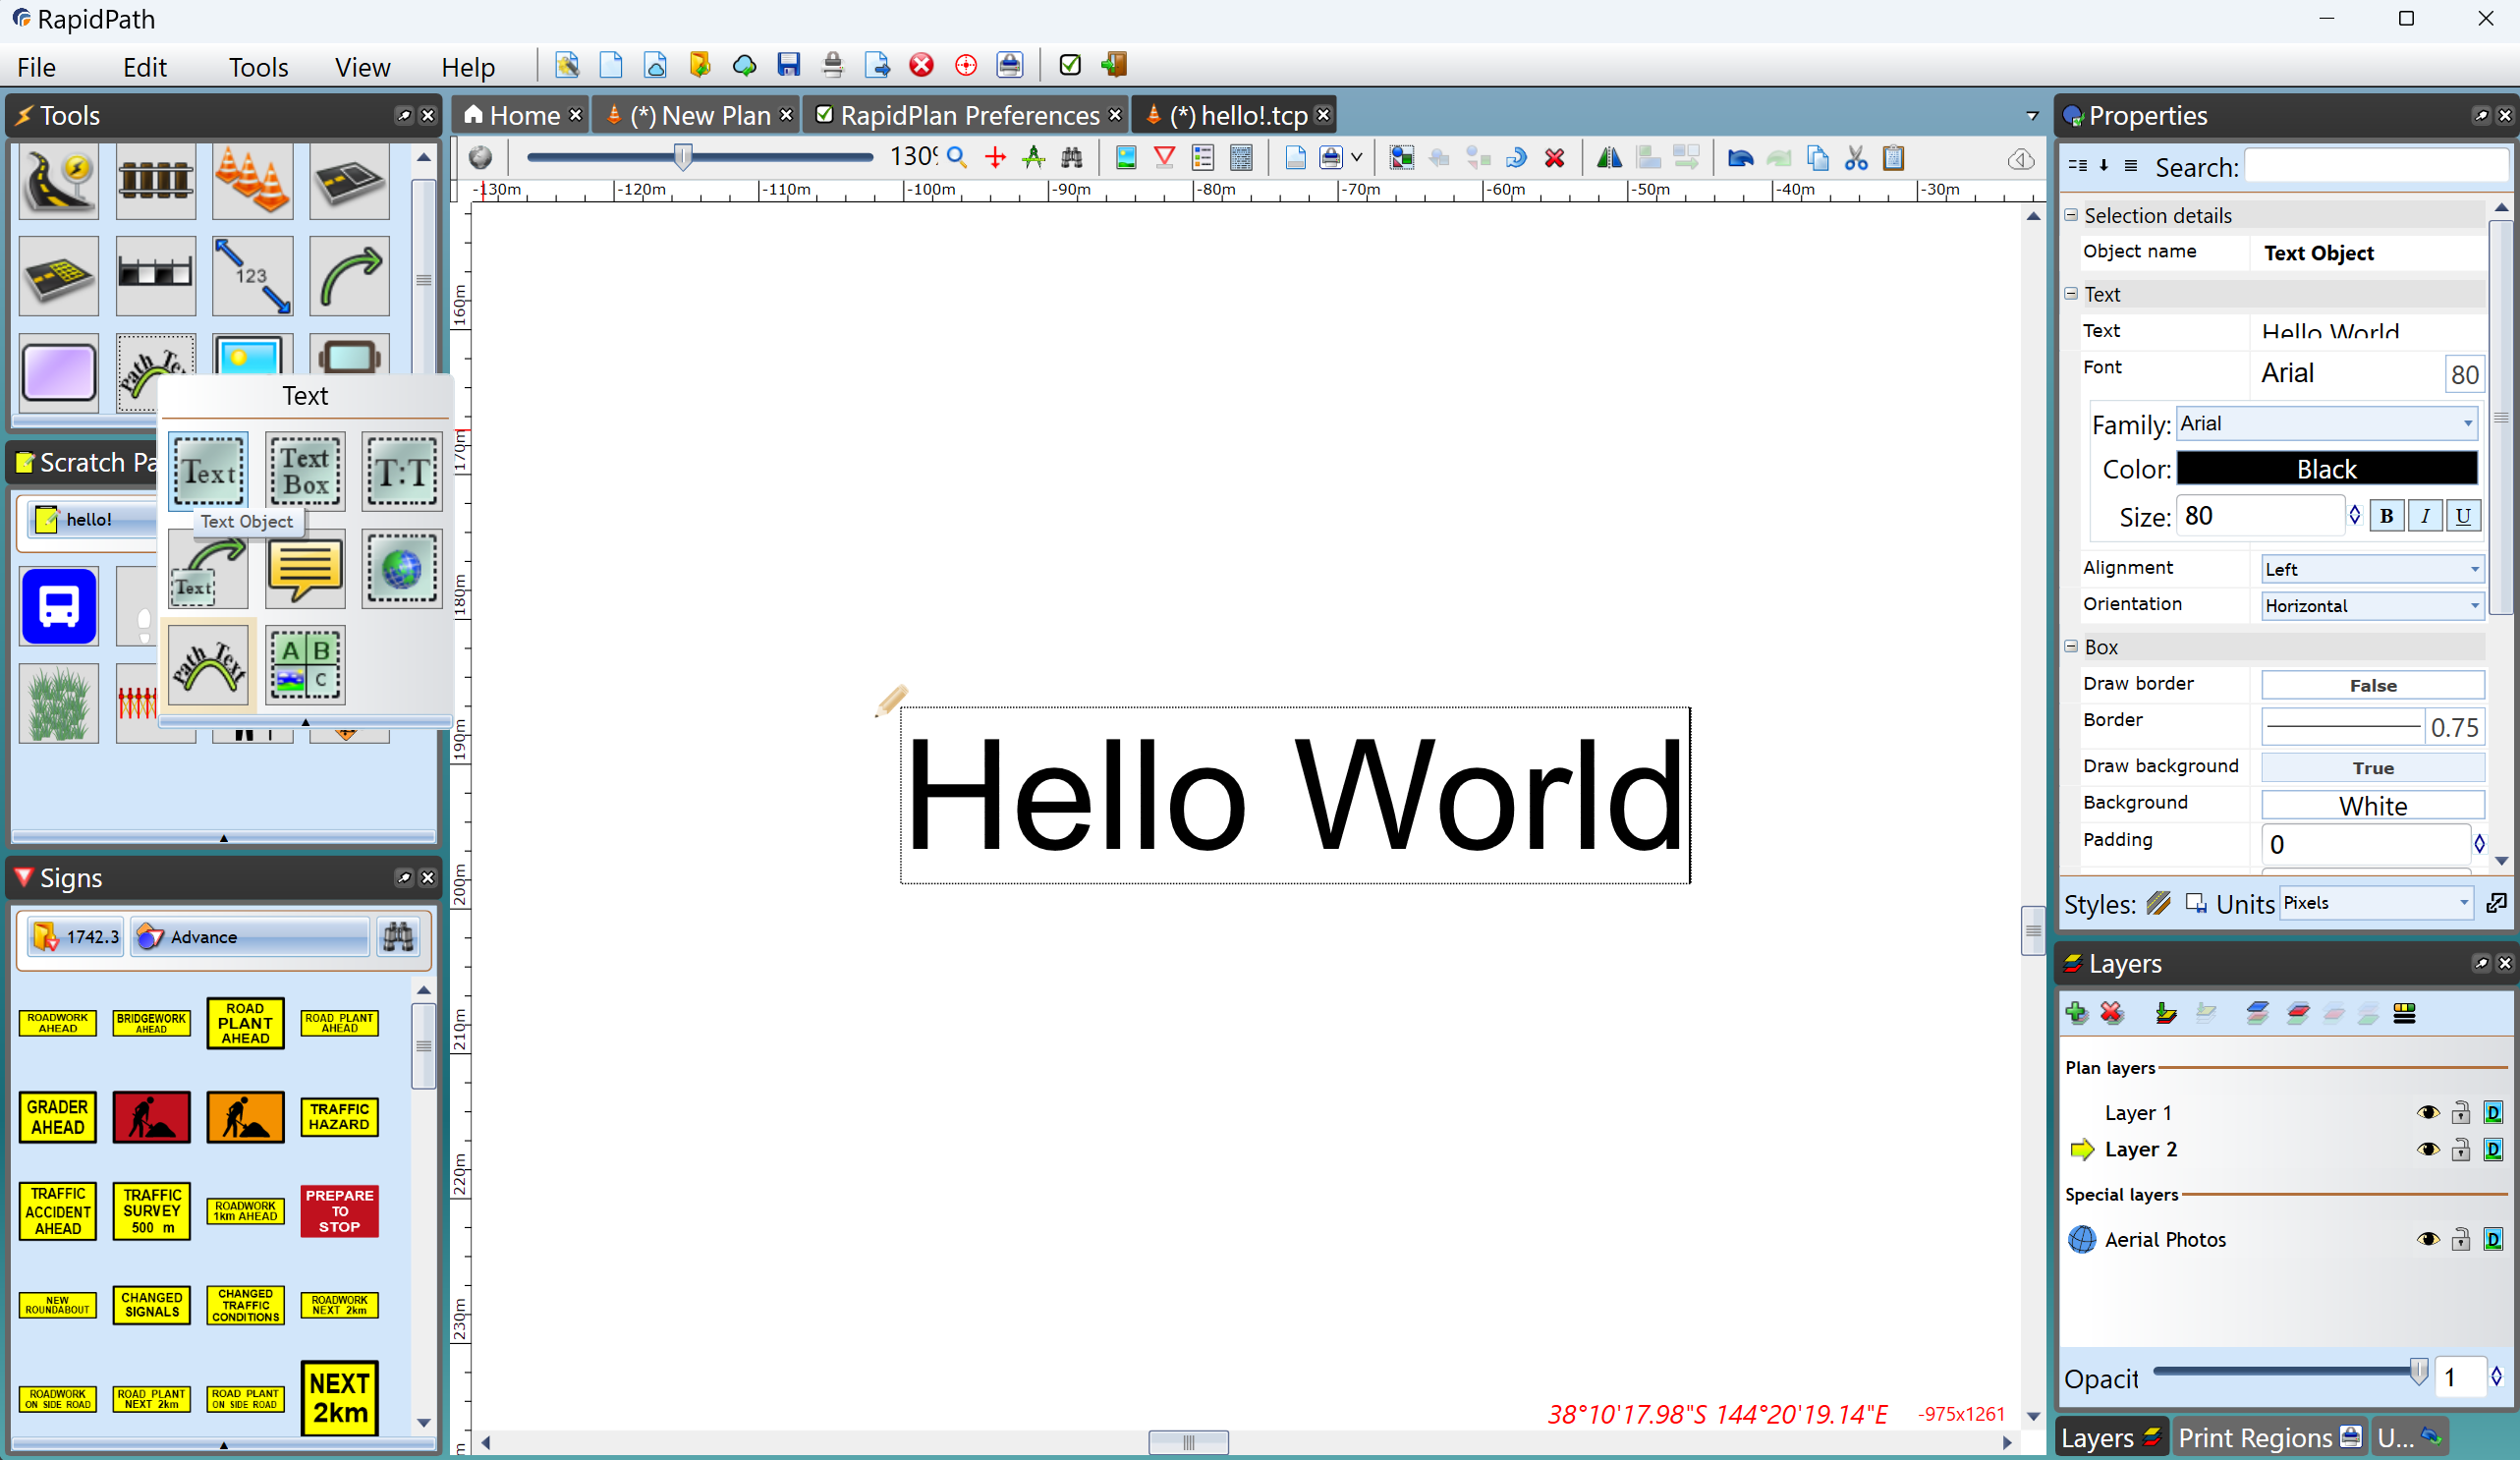 RapidPath
File Edit Tools View Help
Tools
Home (*) New Plan RapidPlan Preferences (*) hello!.tcp
Properties
130%
Search:
-130m -120m -110m -100m -90m -80m -70m -60m -50m -40m -30m
160m
170m
180m
190m
200m
210m
220m
230m
123
Path Text
Text
Text
Text Box
T:T
Text Object
Text
Path Text
A B
C
Scratch Pa
hello!
Hello World
Signs
1742.3 Advance
ROADWORK AHEAD
BRIDGEWORK AHEAD
ROAD PLANT AHEAD
ROAD PLANT AHEAD
GRADER AHEAD
TRAFFIC HAZARD
TRAFFIC ACCIDENT AHEAD
TRAFFIC SURVEY 500 m
ROADWORK 1km AHEAD
PREPARE TO STOP
NEW ROUNDABOUT
CHANGED SIGNALS
CHANGED TRAFFIC CONDITIONS
ROADWORK NEXT 2km
ROADWORK ON SIDE ROAD
ROAD PLANT NEXT 2km
ROAD PLANT ON SIDE ROAD
NEXT 2km
38°10'17.98"S 144°20'19.14"E -975x1261
Selection details
Object name Text Object
Text
Text Hello World
Font Arial 80
Family: Arial
Color: Black
Size: 80 B I U
Alignment Left
Orientation Horizontal
Box
Draw border False
Border 0.75
Draw background True
Background White
Padding 0
Styles: Units Pixels
Layers
Plan layers
Layer 1 D
Layer 2 D
Special layers
Aerial Photos D
Opacit 1
Layers Print Regions U...